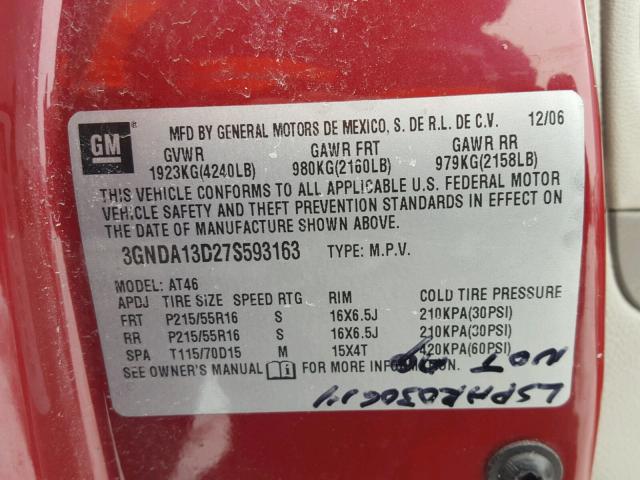 GM
MFD BY GENERAL MOTORS DE MEXICO, S. DE R.L. DE C.V. 12/06
GVWR GAWR FRT GAWR RR
1923KG(4240LB) 980KG(2160LB) 979KG(2158LB)
THIS VEHICLE CONFORMS TO ALL APPLICABLE U.S. FEDERAL MOTOR
VEHICLE SAFETY AND THEFT PREVENTION STANDARDS IN EFFECT ON
THE DATE OF MANUFACTURE SHOWN ABOVE.
3GNDA13D27S593163 TYPE: M.P.V.
MODEL: AT46
APDJ TIRE SIZE SPEED RTG RIM COLD TIRE PRESSURE
FRT P215/55R16 S 16X6.5J 210KPA(30PSI)
RR P215/55R16 S 16X6.5J 210KPA(30PSI)
SPA T115/70D15 M 15X4T 420KPA(60PSI)
SEE OWNER'S MANUAL i FOR MORE INFORMATION.
NOT